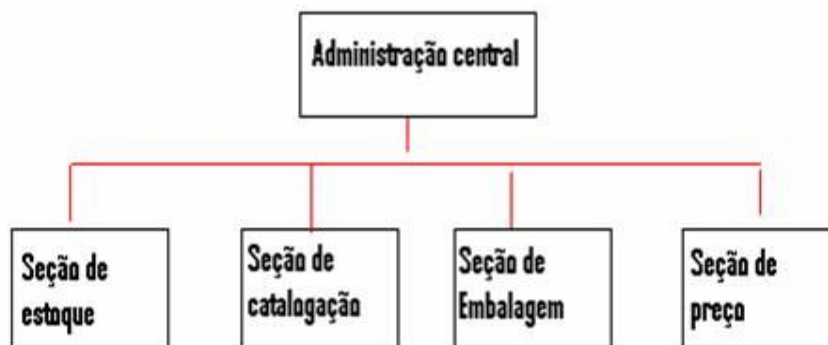 Administração central
Seção de
estoque
Seção de
catalogação
Seção de
Embalagem
Seção de
preço